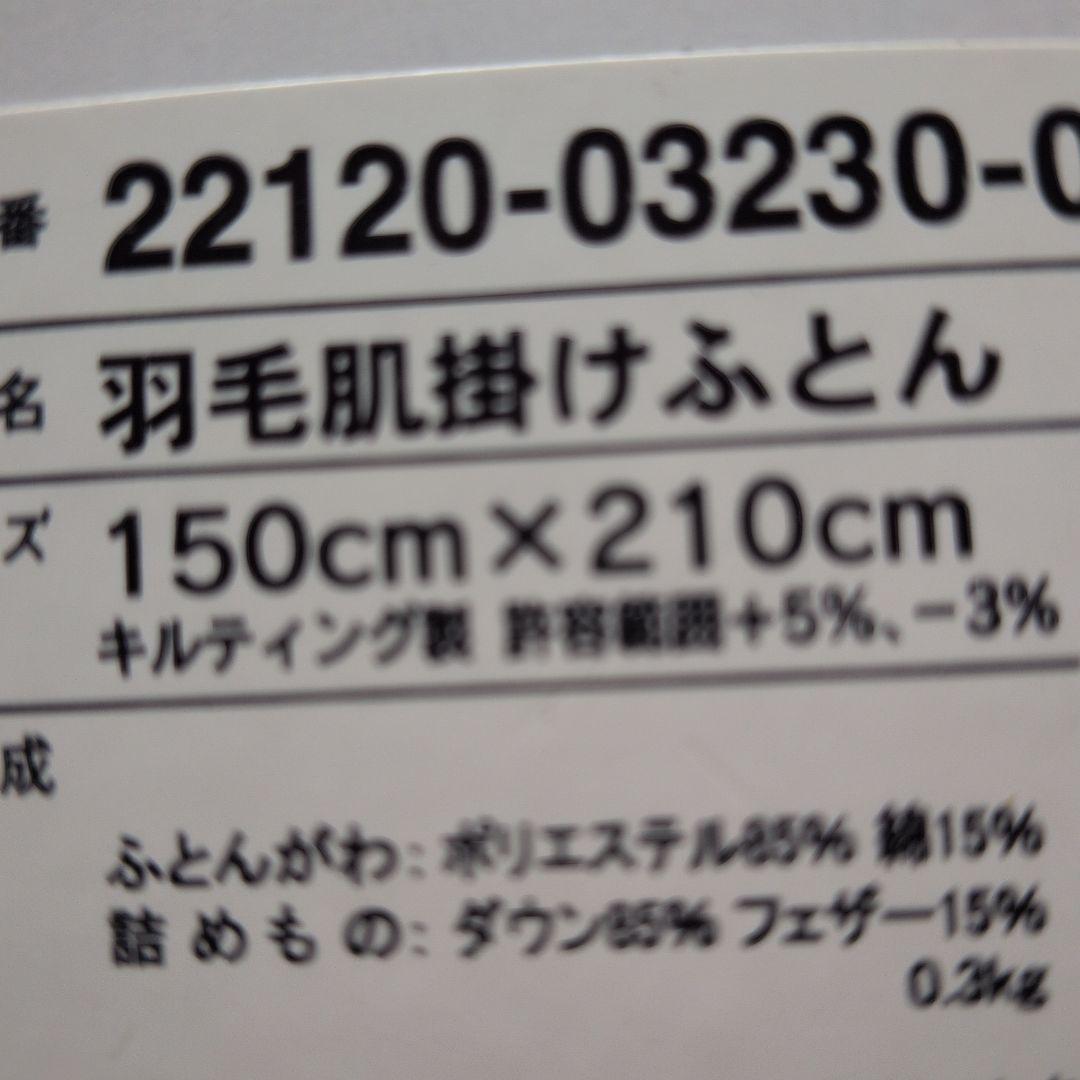 番 22120-03230-0
名 羽毛肌掛けふとん
ズ 150cm×210cm
キルティング製 許容範囲+5%、-3%
成
ふとんがわ:ポリエステル85% 綿15%
詰めもの:ダウン85% フェザー15%
0.3kg